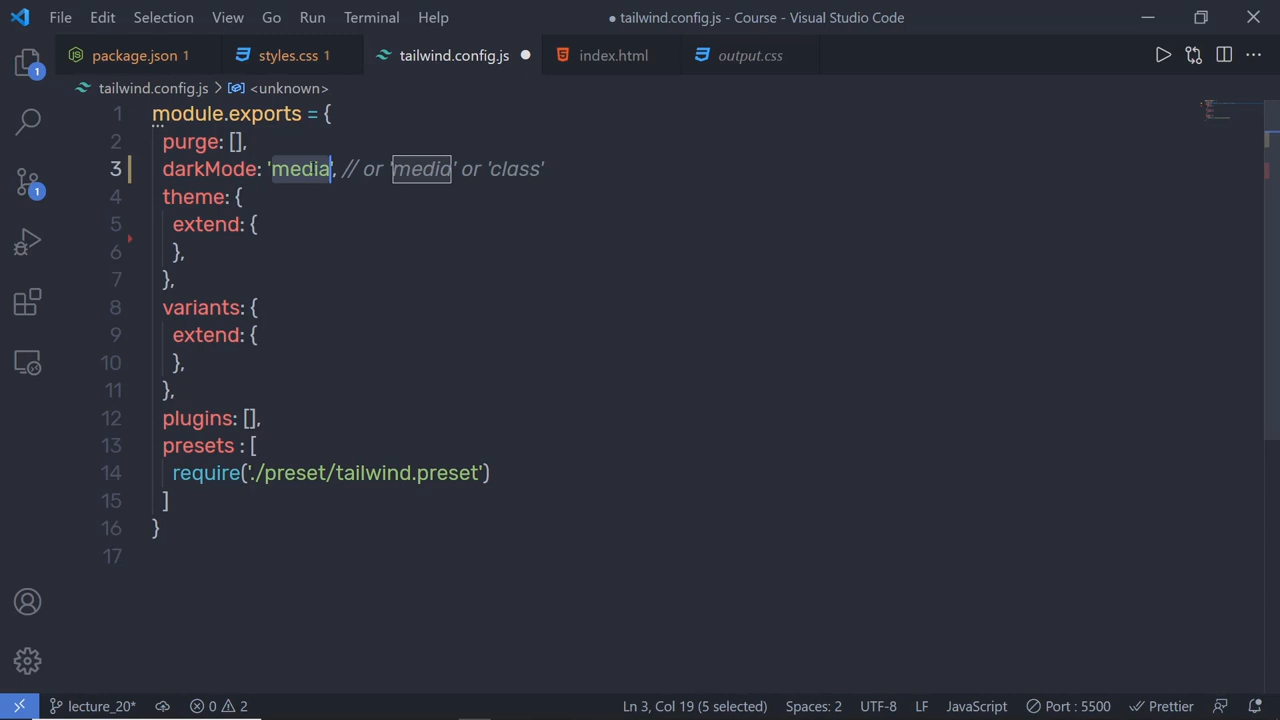 File Edit Selection View Go Run Terminal Help ● tailwind.config.js - Course - Visual Studio Code
package.json 1 styles.css 1 tailwind.config.js ● index.html output.css
tailwind.config.js > <unknown>
1 module.exports = {
2 purge: [],
3 darkMode: 'media', // or 'media' or 'class'
4 theme: {
5 extend: {
6 },
7 },
8 variants: {
9 extend: {
10 },
11 },
12 plugins: [],
13 presets : [
14 require('./preset/tailwind.preset')
15 ]
16 }
17
1
1
lecture_20* 0 2 Ln 3, Col 19 (5 selected) Spaces: 2 UTF-8 LF JavaScript Port : 5500 Prettier